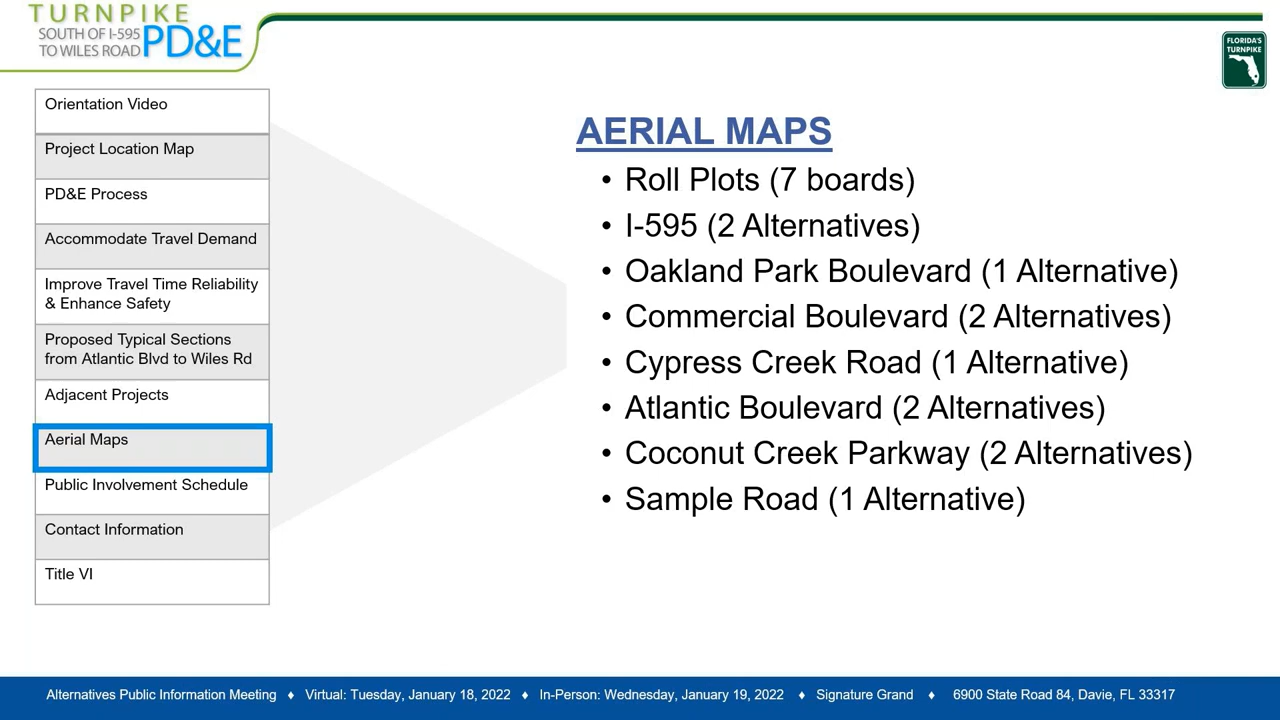 TURNPIKE
SOUTH OF I-595
TO WILES ROAD
PD&E
FLORIDA'S
TURNPIKE
Orientation Video
Project Location Map
PD&E Process
Accommodate Travel Demand
Improve Travel Time Reliability
& Enhance Safety
Proposed Typical Sections
from Atlantic Blvd to Wiles Rd
Adjacent Projects
Aerial Maps
Public Involvement Schedule
Contact Information
Title VI
AERIAL MAPS
• Roll Plots (7 boards)
• I-595 (2 Alternatives)
• Oakland Park Boulevard (1 Alternative)
• Commercial Boulevard (2 Alternatives)
• Cypress Creek Road (1 Alternative)
• Atlantic Boulevard (2 Alternatives)
• Coconut Creek Parkway (2 Alternatives)
• Sample Road (1 Alternative)
Alternatives Public Information Meeting ♦ Virtual: Tuesday, January 18, 2022 ♦ In-Person: Wednesday, January 19, 2022 ♦ Signature Grand ♦ 6900 State Road 84, Davie, FL 33317